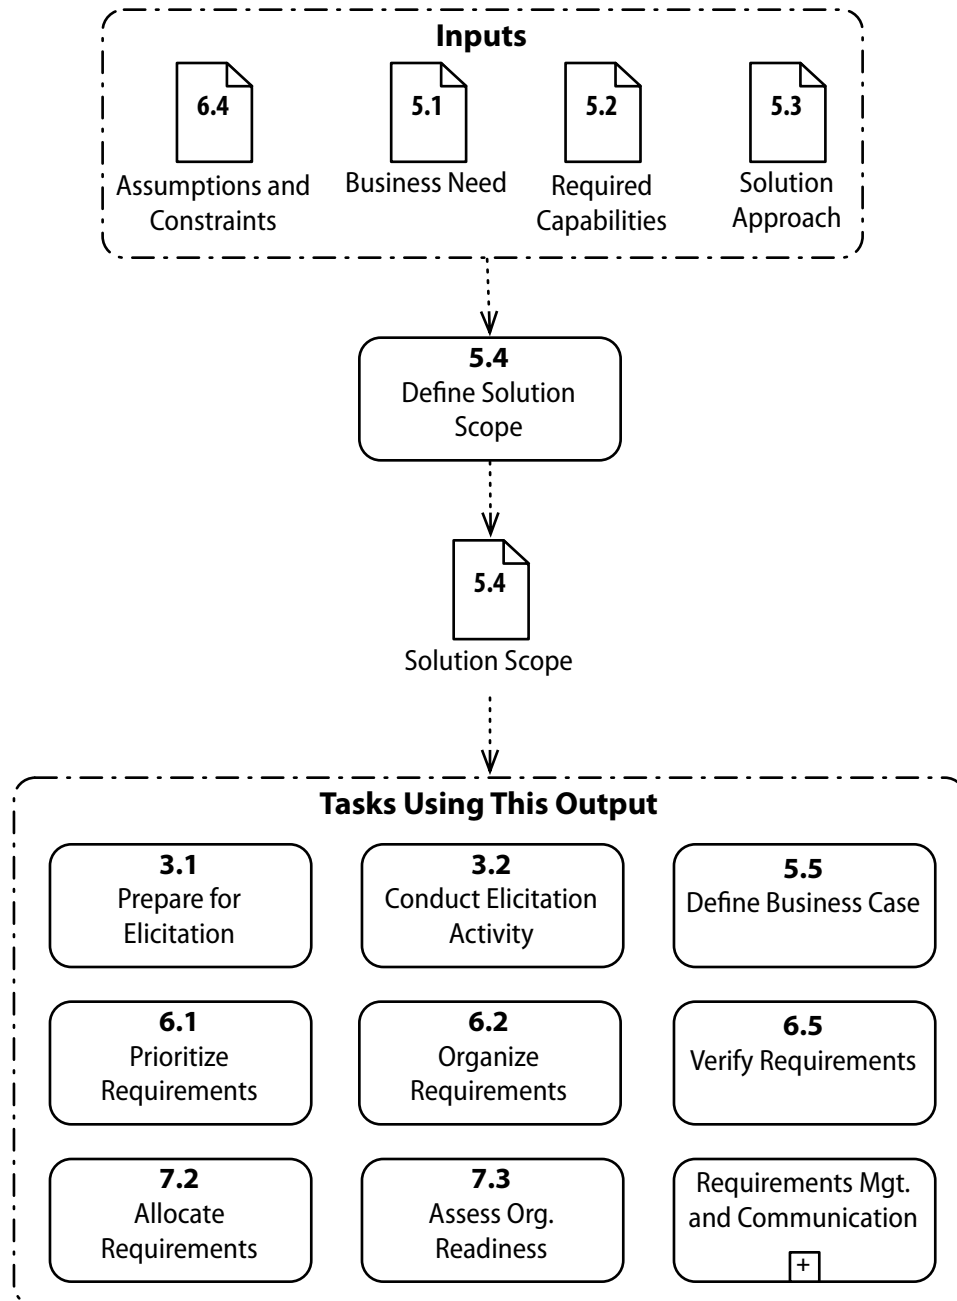 Inputs
6.4
5.1
5.2
5.3
Assumptions and
Constraints
Business Need
Required
Capabilities
Solution
Approach
5.4
Define Solution
Scope
5.4
Solution Scope
Tasks Using This Output
3.1
Prepare for
Elicitation
3.2
Conduct Elicitation
Activity
5.5
Define Business Case
6.1
Prioritize
Requirements
6.2
Organize
Requirements
6.5
Verify Requirements
7.2
Allocate
Requirements
7.3
Assess Org.
Readiness
Requirements Mgt.
and Communication
+